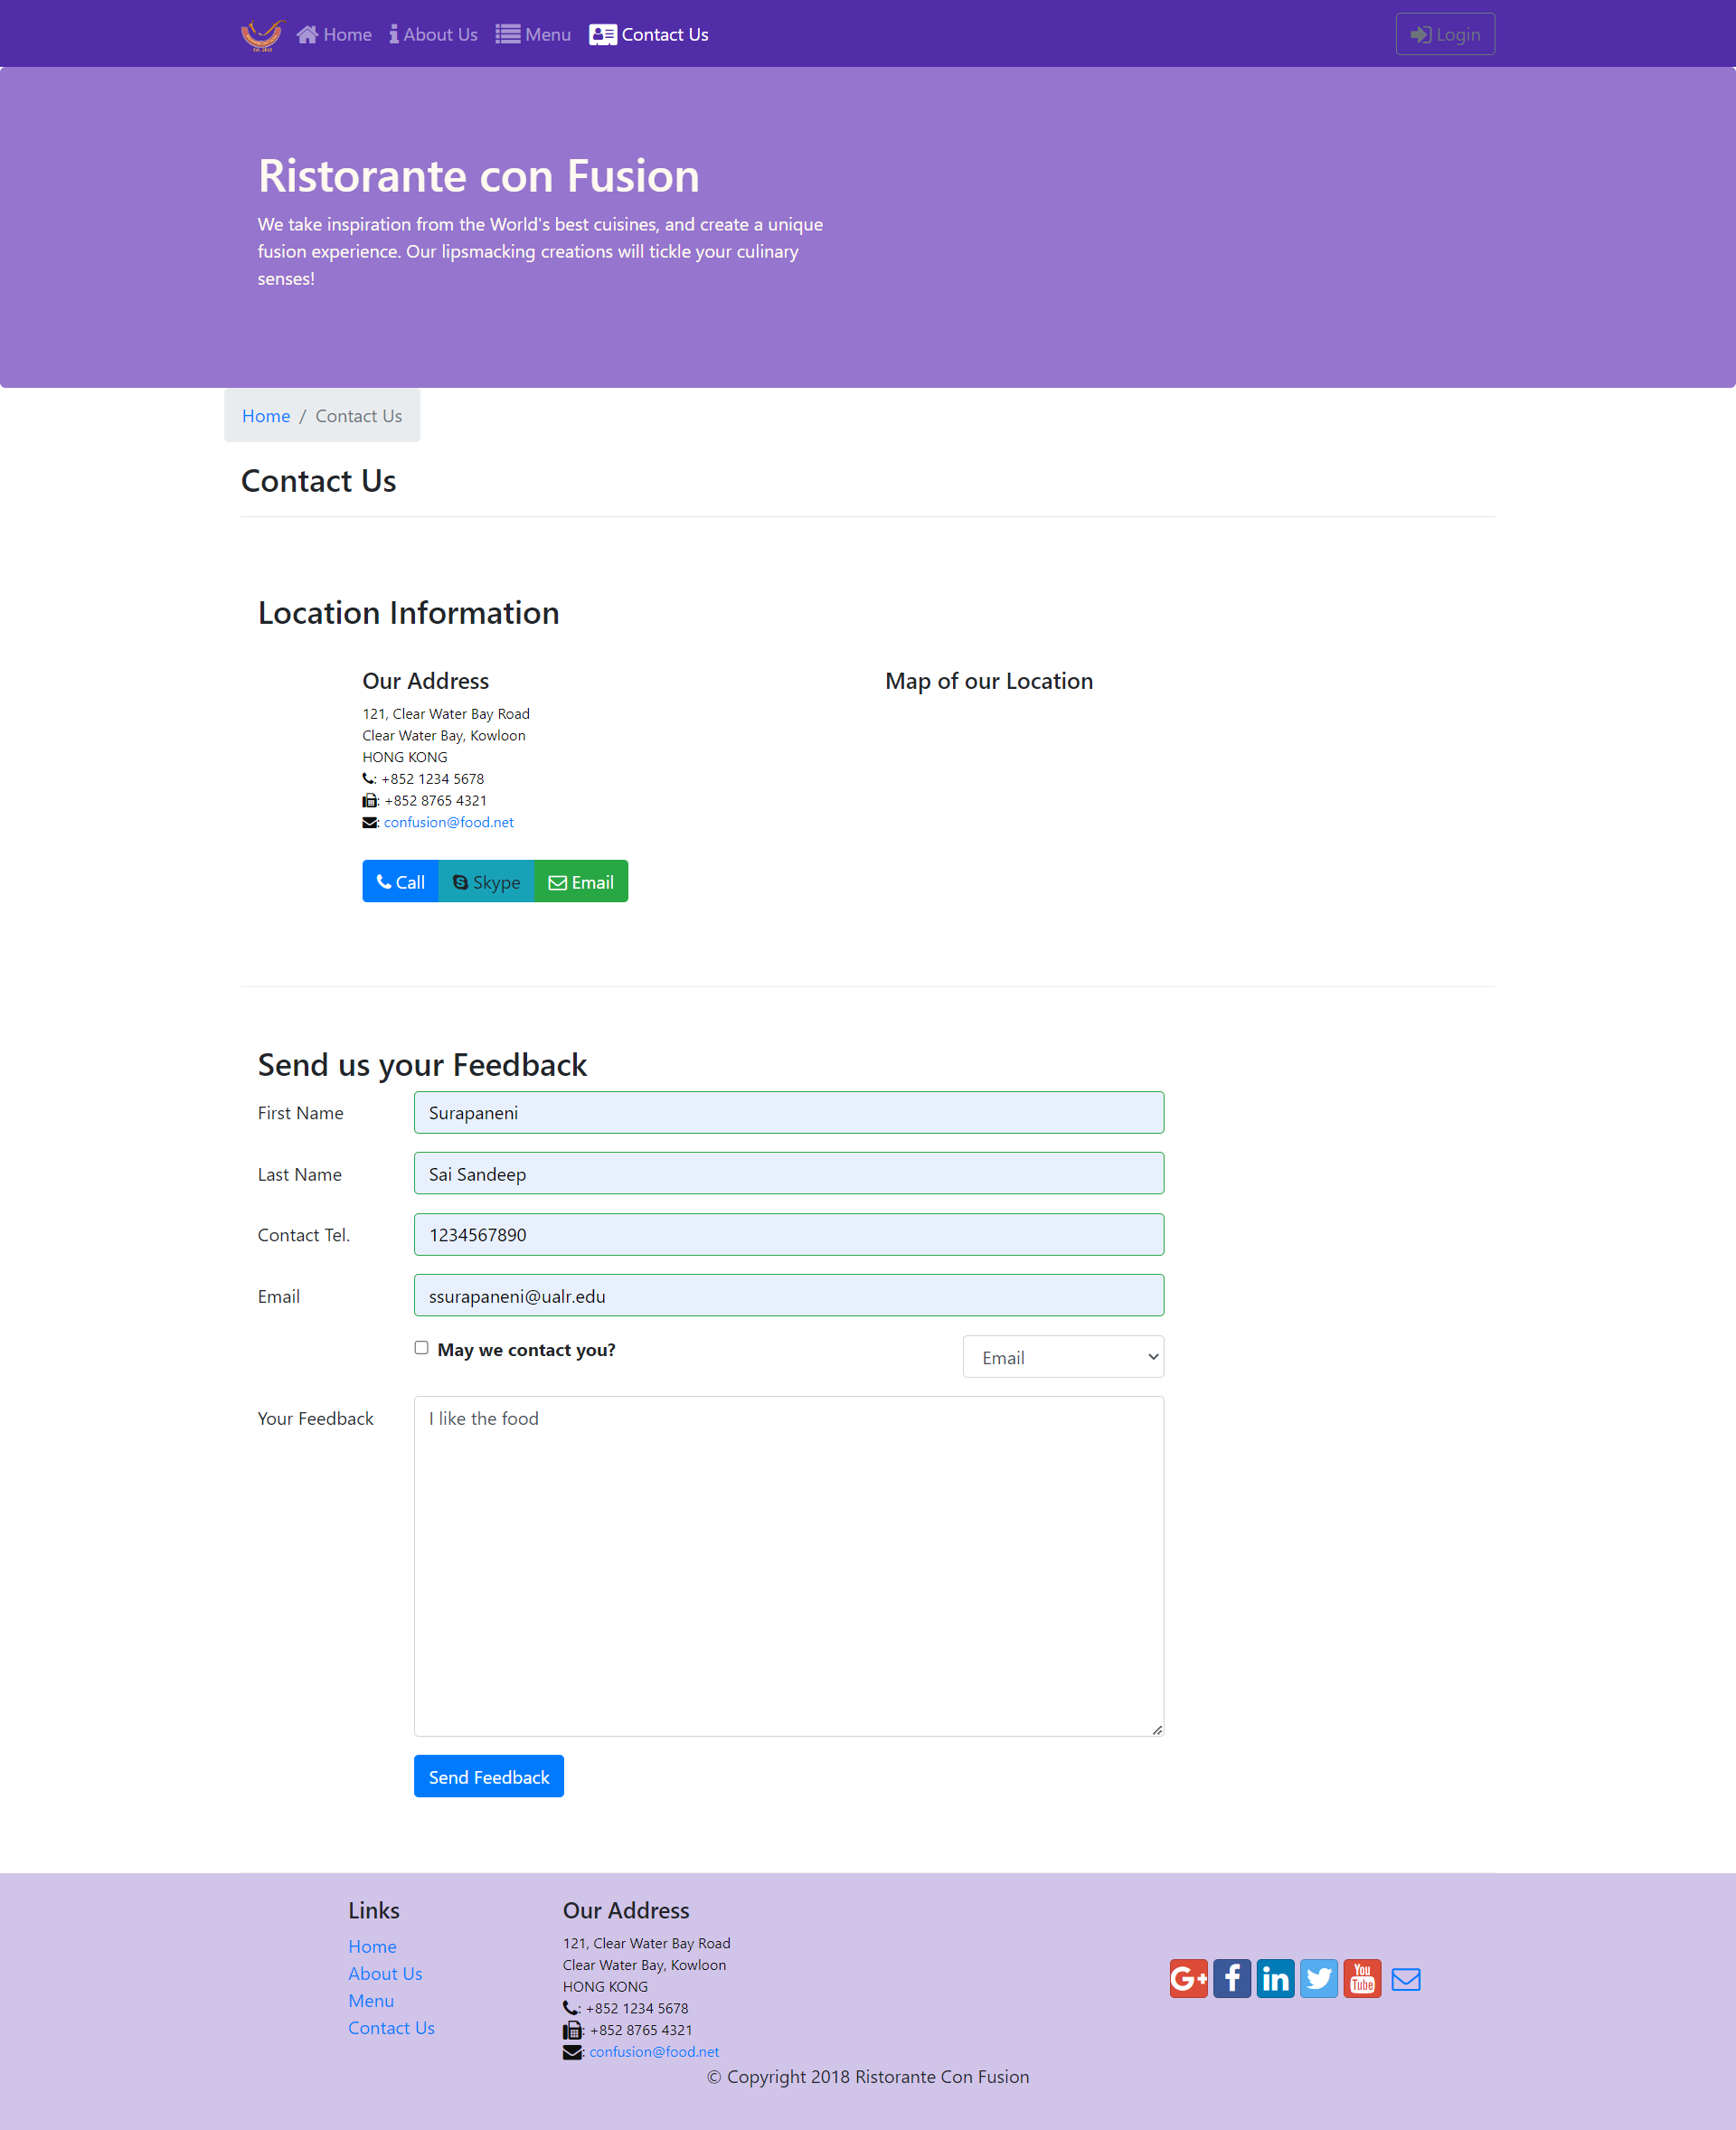 Home About Us Menu Contact Us Login
Ristorante con Fusion
We take inspiration from the World's best cuisines, and create a unique
fusion experience. Our lipsmacking creations will tickle your culinary
senses!
Home / Contact Us
Contact Us
Location Information
Our Address
121, Clear Water Bay Road
Clear Water Bay, Kowloon
HONG KONG
: +852 1234 5678
: +852 8765 4321
: confusion@food.net
Call Skype Email
Map of our Location
Send us your Feedback
First Name Surapaneni
Last Name Sai Sandeep
Contact Tel. 1234567890
Email ssurapaneni@ualr.edu
May we contact you? Email
Your Feedback I like the food
Send Feedback
Links
Home
About Us
Menu
Contact Us
Our Address
121, Clear Water Bay Road
Clear Water Bay, Kowloon
HONG KONG
: +852 1234 5678
: +852 8765 4321
: confusion@food.net
G+ f in You Tube
© Copyright 2018 Ristorante Con Fusion